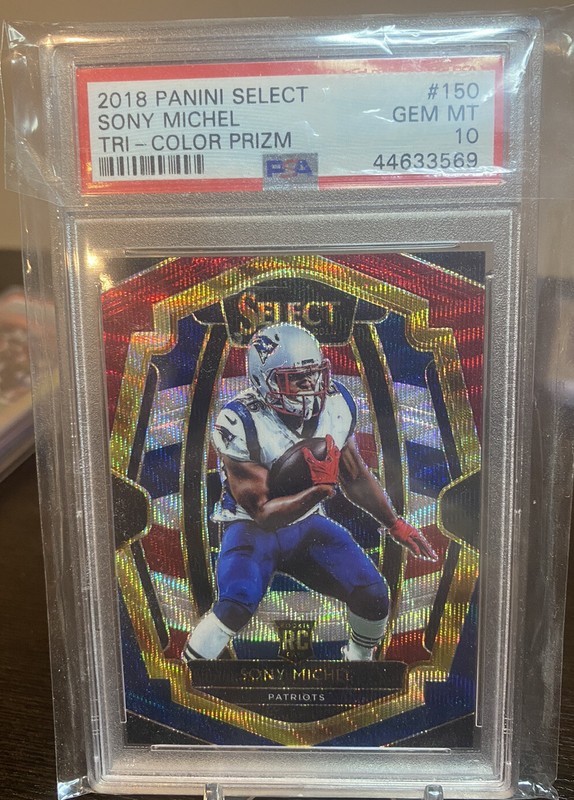 2018 PANINI SELECT #150
SONY MICHEL GEM MT
TRI-COLOR PRIZM 10
PSA 44633569
SELECT
RC
SONY MICHEL
PATRIOTS